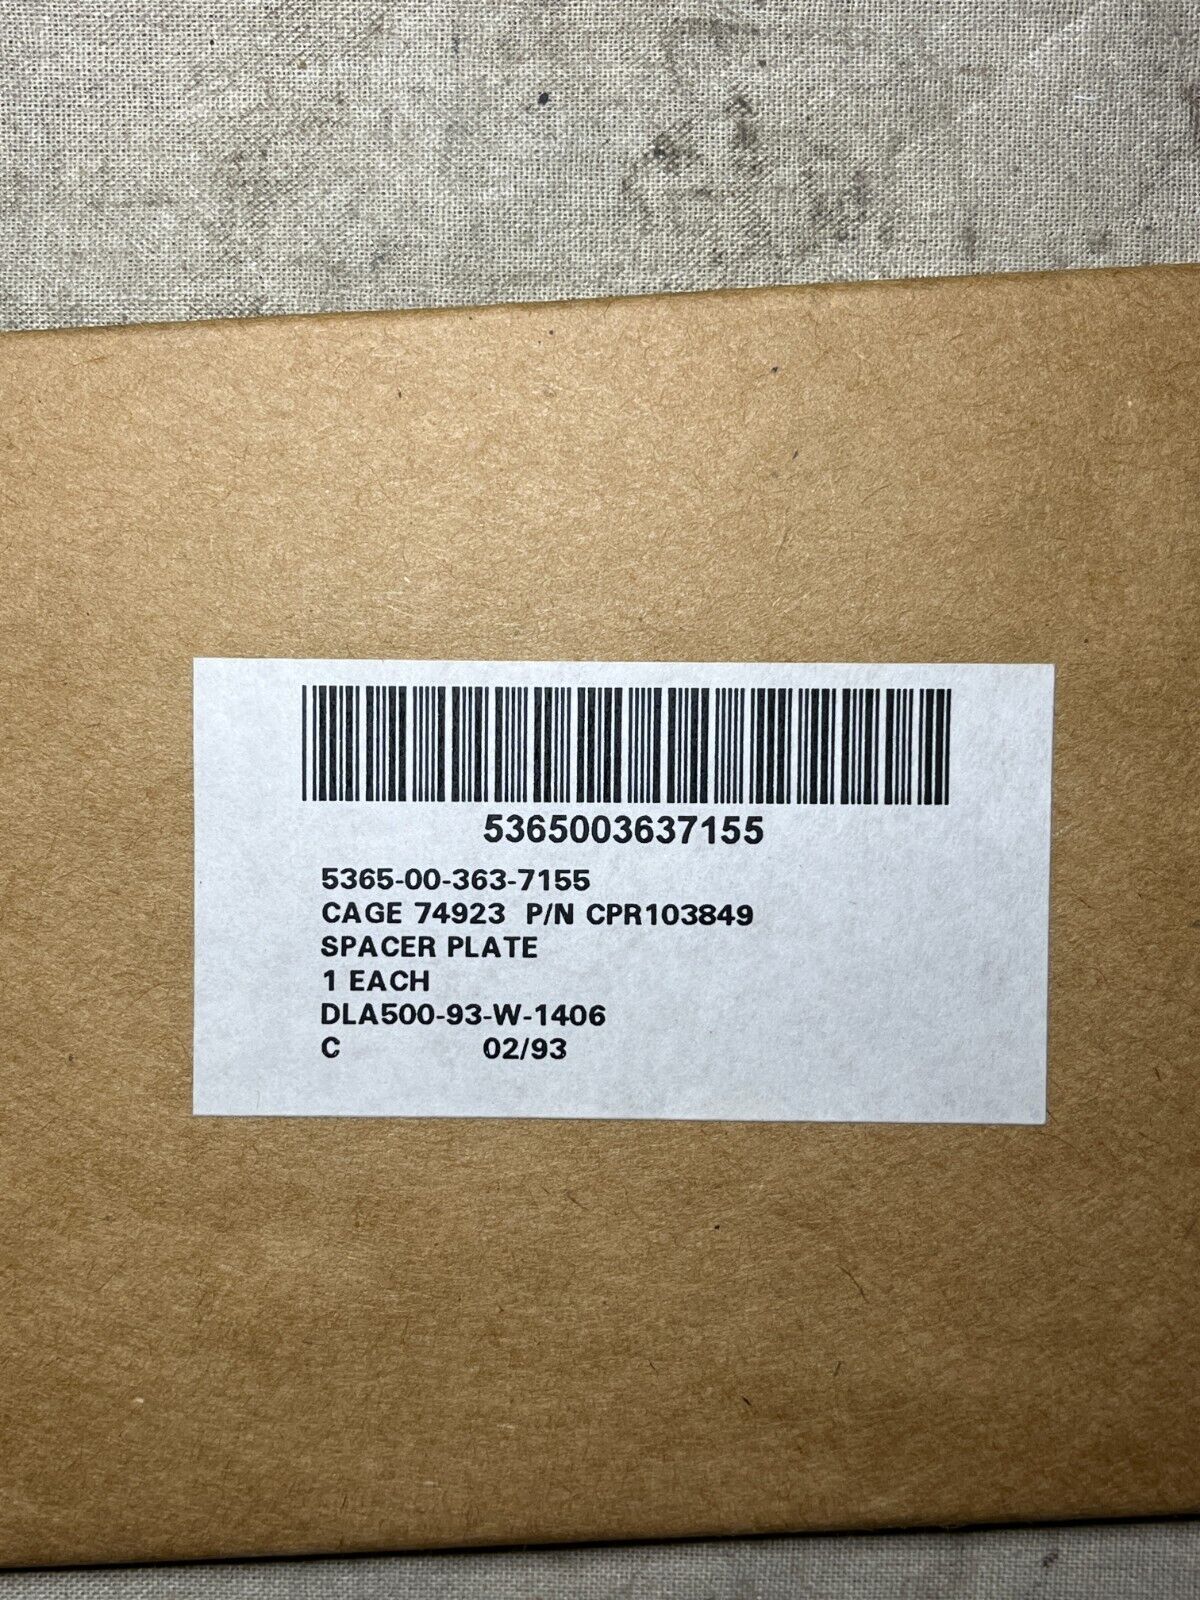 5365003637155
5365-00-363-7155
CAGE 74923 P/N CPR103849
SPACER PLATE
1 EACH
DLA500-93-W-1406
C 02/93